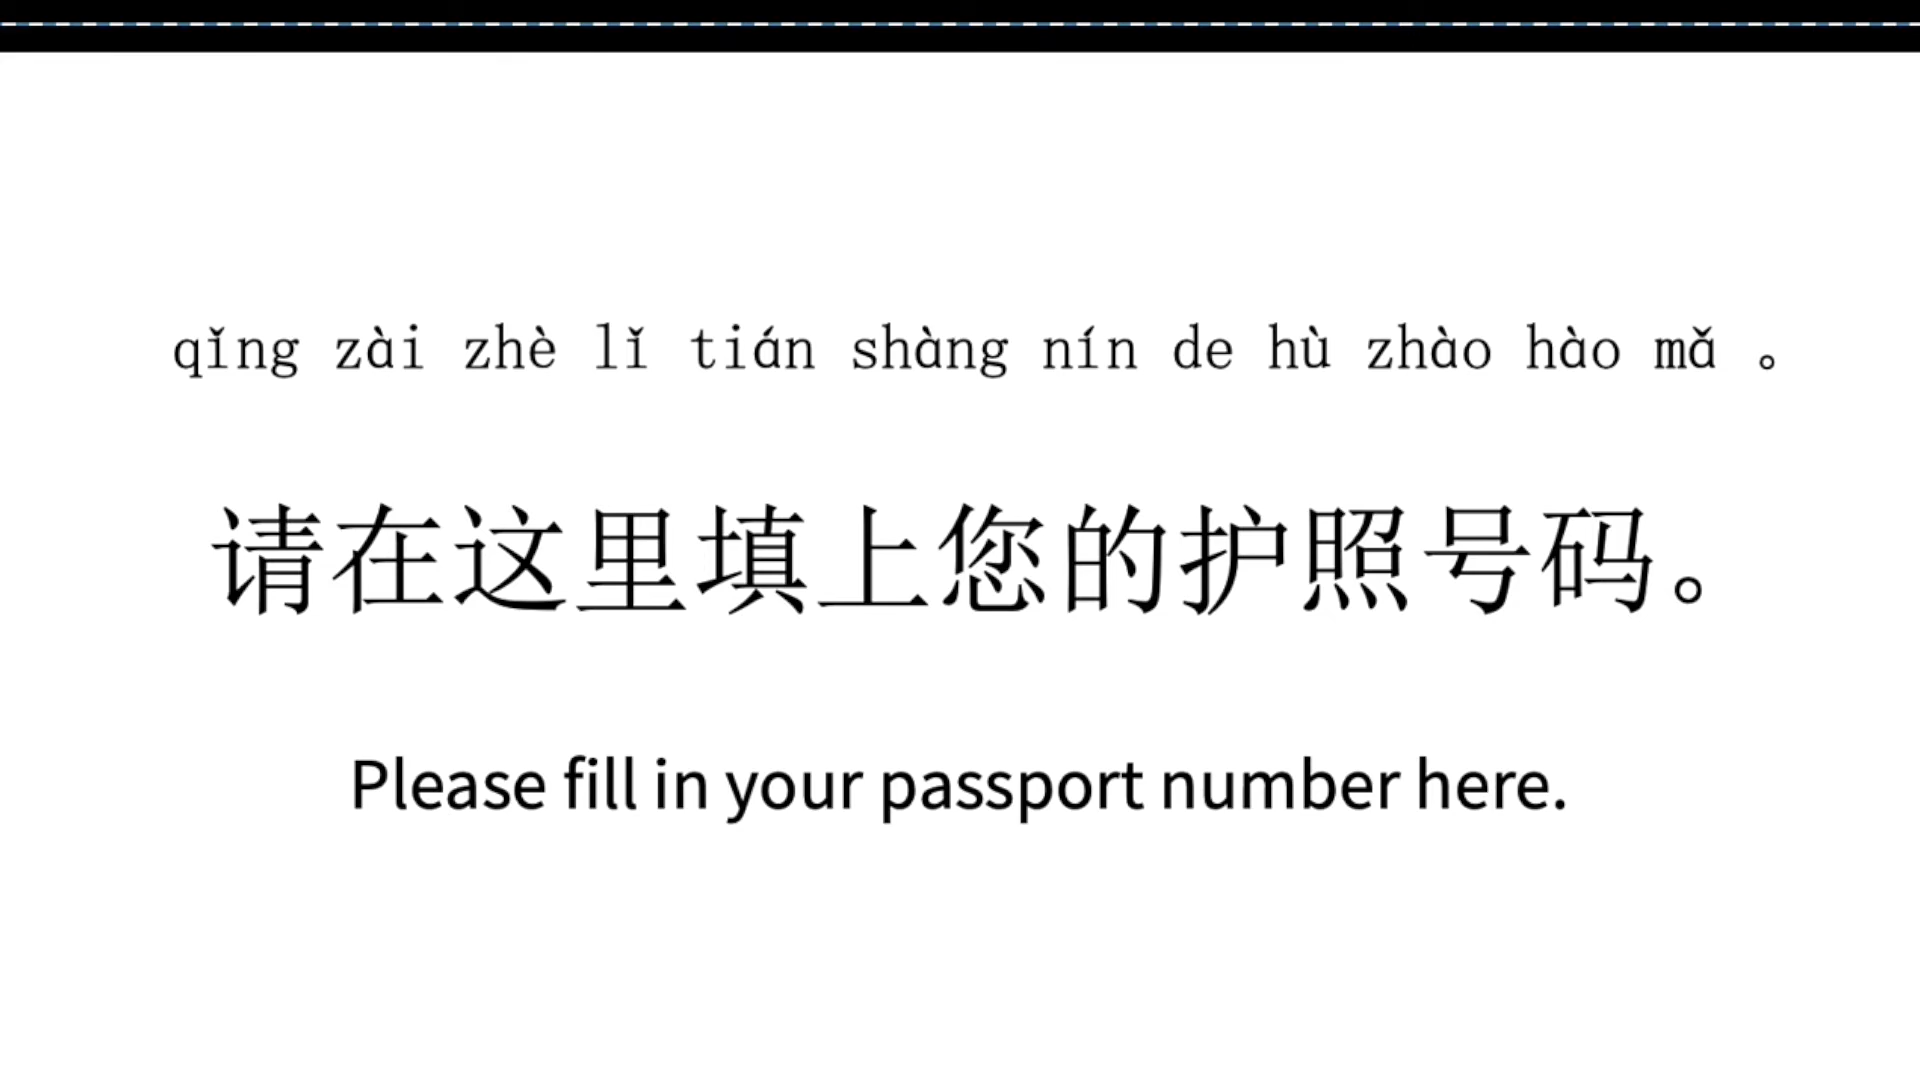 qǐng zài zhè lǐ tián shàng nín de hù zhào hào mǎ 。
请在这里填上您的护照号码。
Please fill in your passport number here.